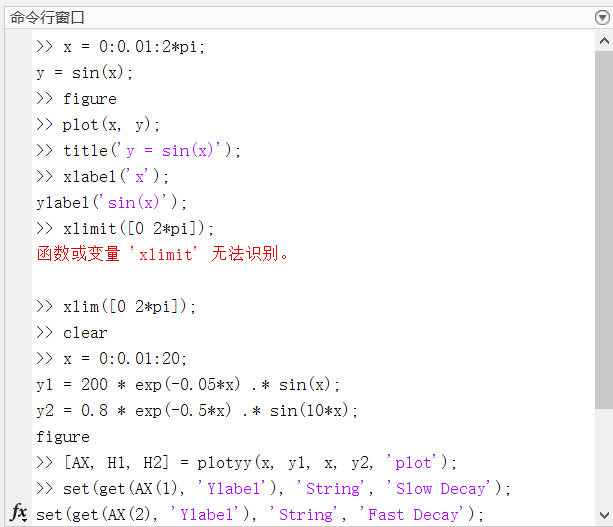 命令行窗口
>> x = 0:0.01:2*pi;
y = sin(x);
>> figure
>> plot(x, y);
>> title('y = sin(x)');
>> xlabel('x');
ylabel('sin(x)');
>> xlimit([0 2*pi]);
函数或变量 'xlimit' 无法识别。
>> xlim([0 2*pi]);
>> clear
>> x = 0:0.01:20;
y1 = 200 * exp(-0.05*x) .* sin(x);
y2 = 0.8 * exp(-0.5*x) .* sin(10*x);
figure
>> [AX, H1, H2] = plotyy(x, y1, x, y2, 'plot');
>> set(get(AX(1), 'Ylabel'), 'String', 'Slow Decay');
fx set(get(AX(2), 'Ylabel'), 'String', 'Fast Decay');